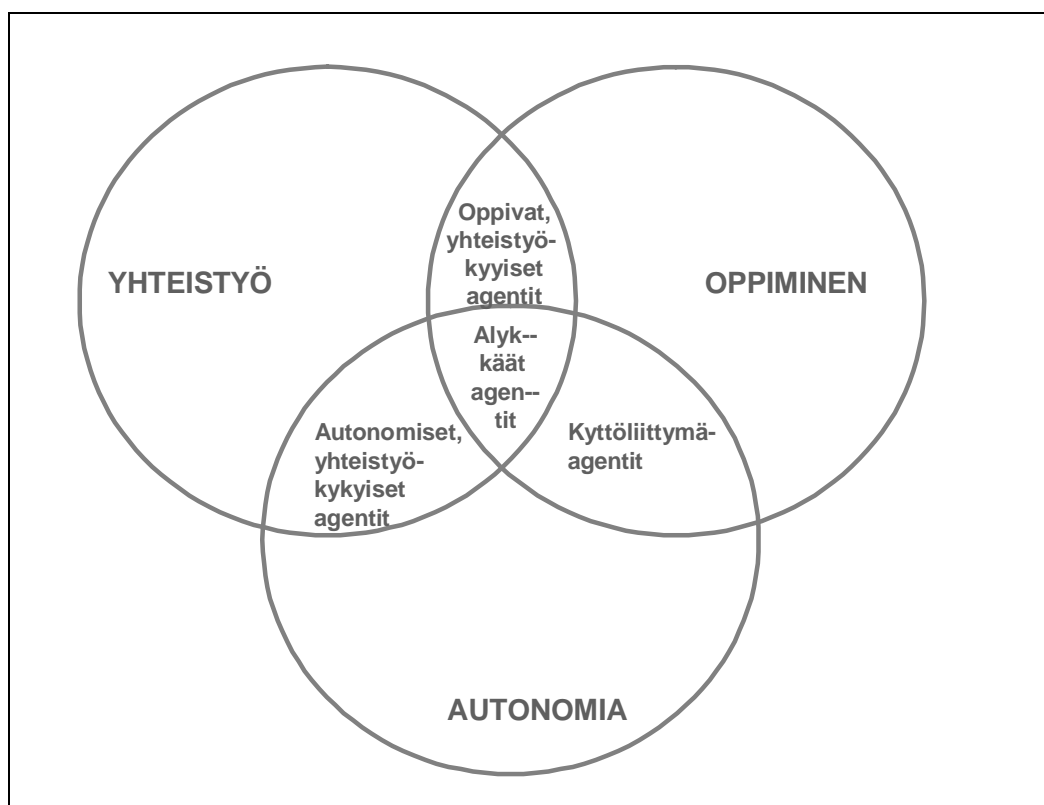 Oppivat,
yhteistyö-
kyyiset
agentit
YHTEISTYÖ
OPPIMINEN
Alyk--
käät
agen--
tit
Autonomiset,
yhteistyö-
kykyiset
agentit
Kyttöliittymä-
agentit
AUTONOMIA